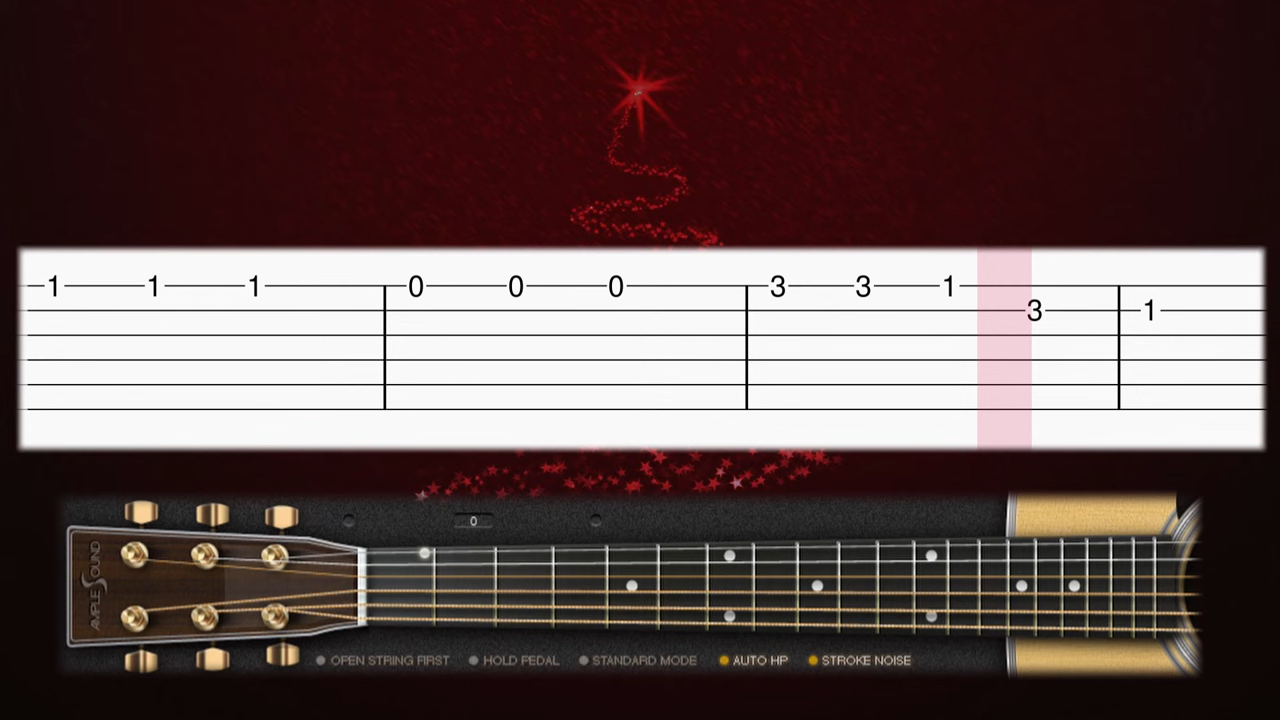 1 1 1 0 0 0 3 3 1
3 1
0
AMPLE SOUND
OPEN STRING FIRST HOLD PEDAL STANDARD MODE AUTO HP STROKE NOISE